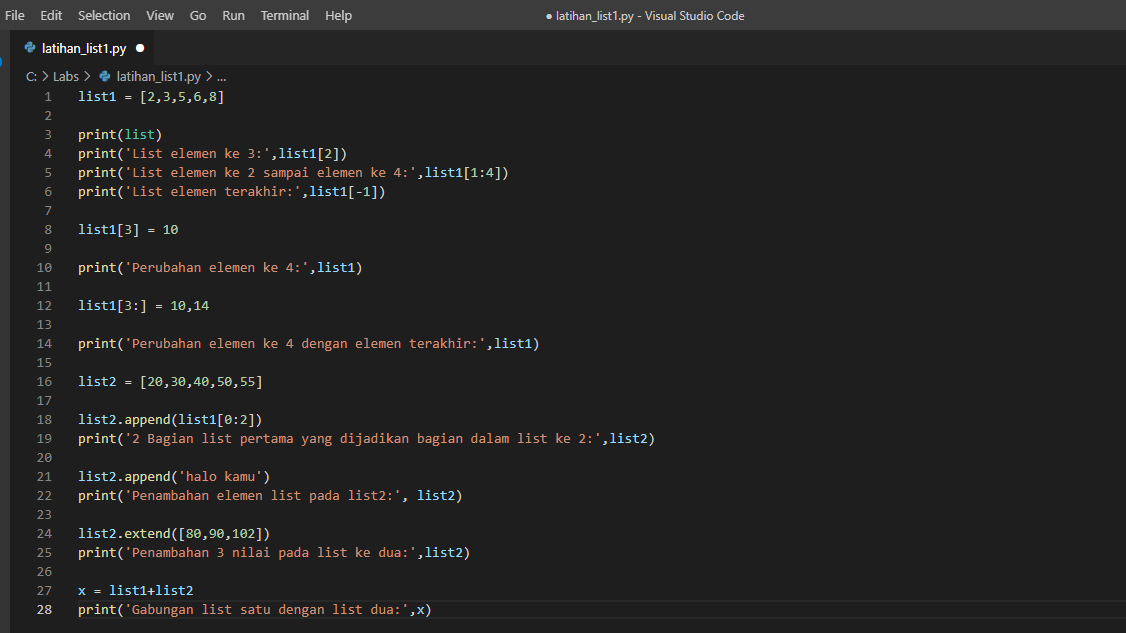 File Edit Selection View Go Run Terminal Help ● latihan_list1.py - Visual Studio Code
latihan_list1.py ●
C: > Labs > latihan_list1.py > ...
1 list1 = [2,3,5,6,8]
2
3 print(list)
4 print('List elemen ke 3:',list1[2])
5 print('List elemen ke 2 sampai elemen ke 4:',list1[1:4])
6 print('List elemen terakhir:',list1[-1])
7
8 list1[3] = 10
9
10 print('Perubahan elemen ke 4:',list1)
11
12 list1[3:] = 10,14
13
14 print('Perubahan elemen ke 4 dengan elemen terakhir:',list1)
15
16 list2 = [20,30,40,50,55]
17
18 list2.append(list1[0:2])
19 print('2 Bagian list pertama yang dijadikan bagian dalam list ke 2:',list2)
20
21 list2.append('halo kamu')
22 print('Penambahan elemen list pada list2:', list2)
23
24 list2.extend([80,90,102])
25 print('Penambahan 3 nilai pada list ke dua:',list2)
26
27 x = list1+list2
28 print('Gabungan list satu dengan list dua:',x)